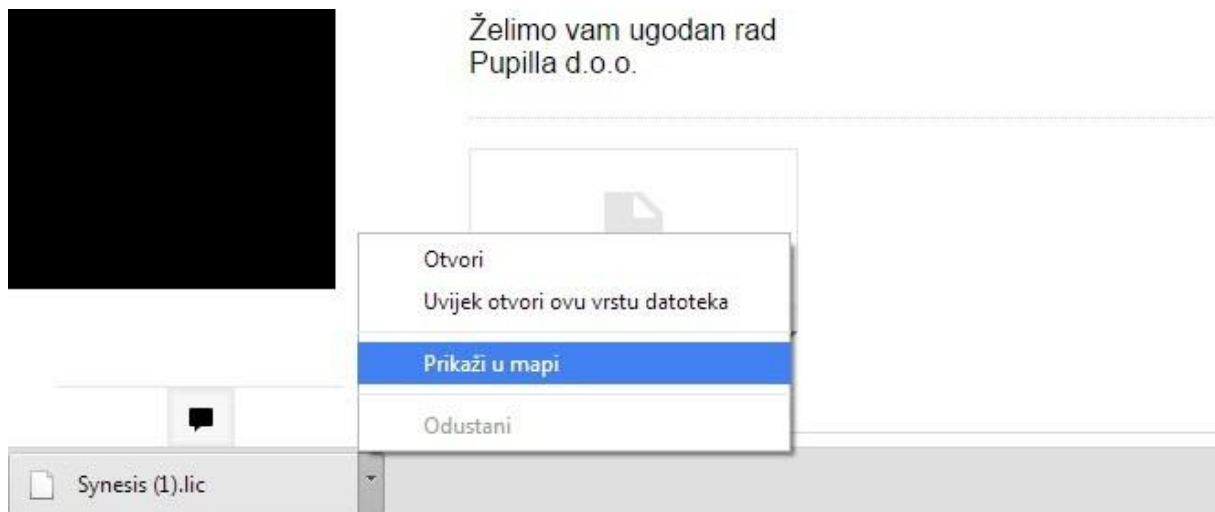 Želimo vam ugodan rad
Pupilla d.o.o.
Otvori
Uvijek otvori ovu vrstu datoteka
Prikaži u mapi
Odustani
Synesis (1).lic